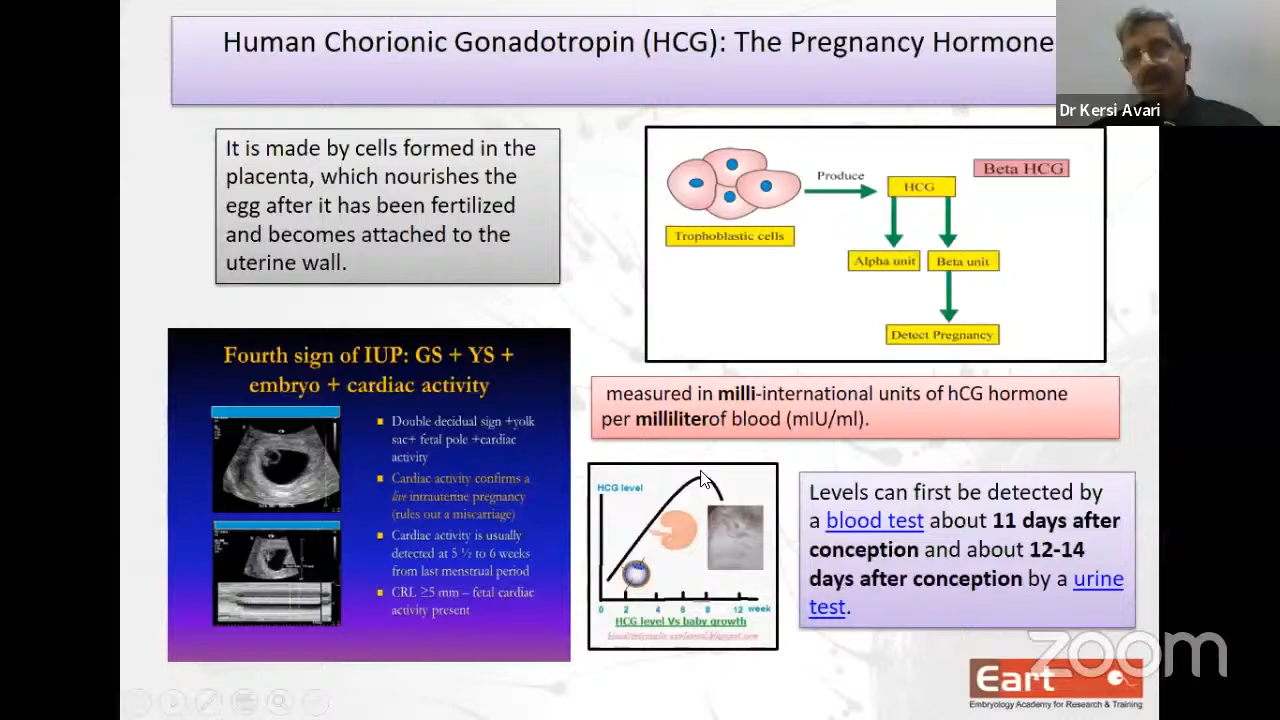 Human Chorionic Gonadotropin (HCG): The Pregnancy Hormone
Dr Kersi Avari
It is made by cells formed in the
placenta, which nourishes the
egg after it has been fertilized
and becomes attached to the
uterine wall.
Produce
HCG
Beta HCG
Trophoblastic cells
Alpha unit
Beta unit
Detect Pregnancy
Fourth sign of IUP: GS + YS +
embryo + cardiac activity
Double decidual sign +yolk
sac+ fetal pole +cardiac
activity
Cardiac activity confirms a
live intrauterine pregnancy
(rules out a miscarriage)
Cardiac activity is usually
detected at 5 ½ to 6 weeks
from last menstrual period
CRL ≥5 mm – fetal cardiac
activity present
measured in milli-international units of hCG hormone
per milliliterof blood (mIU/ml).
HCG level
0 2 4 6 8 12 week
HCG level Vs baby growth
Levels can first be detected by
a blood test about 11 days after
conception and about 12-14
days after conception by a urine
test.
zoom
Eart
Embryology Academy for Research & Training